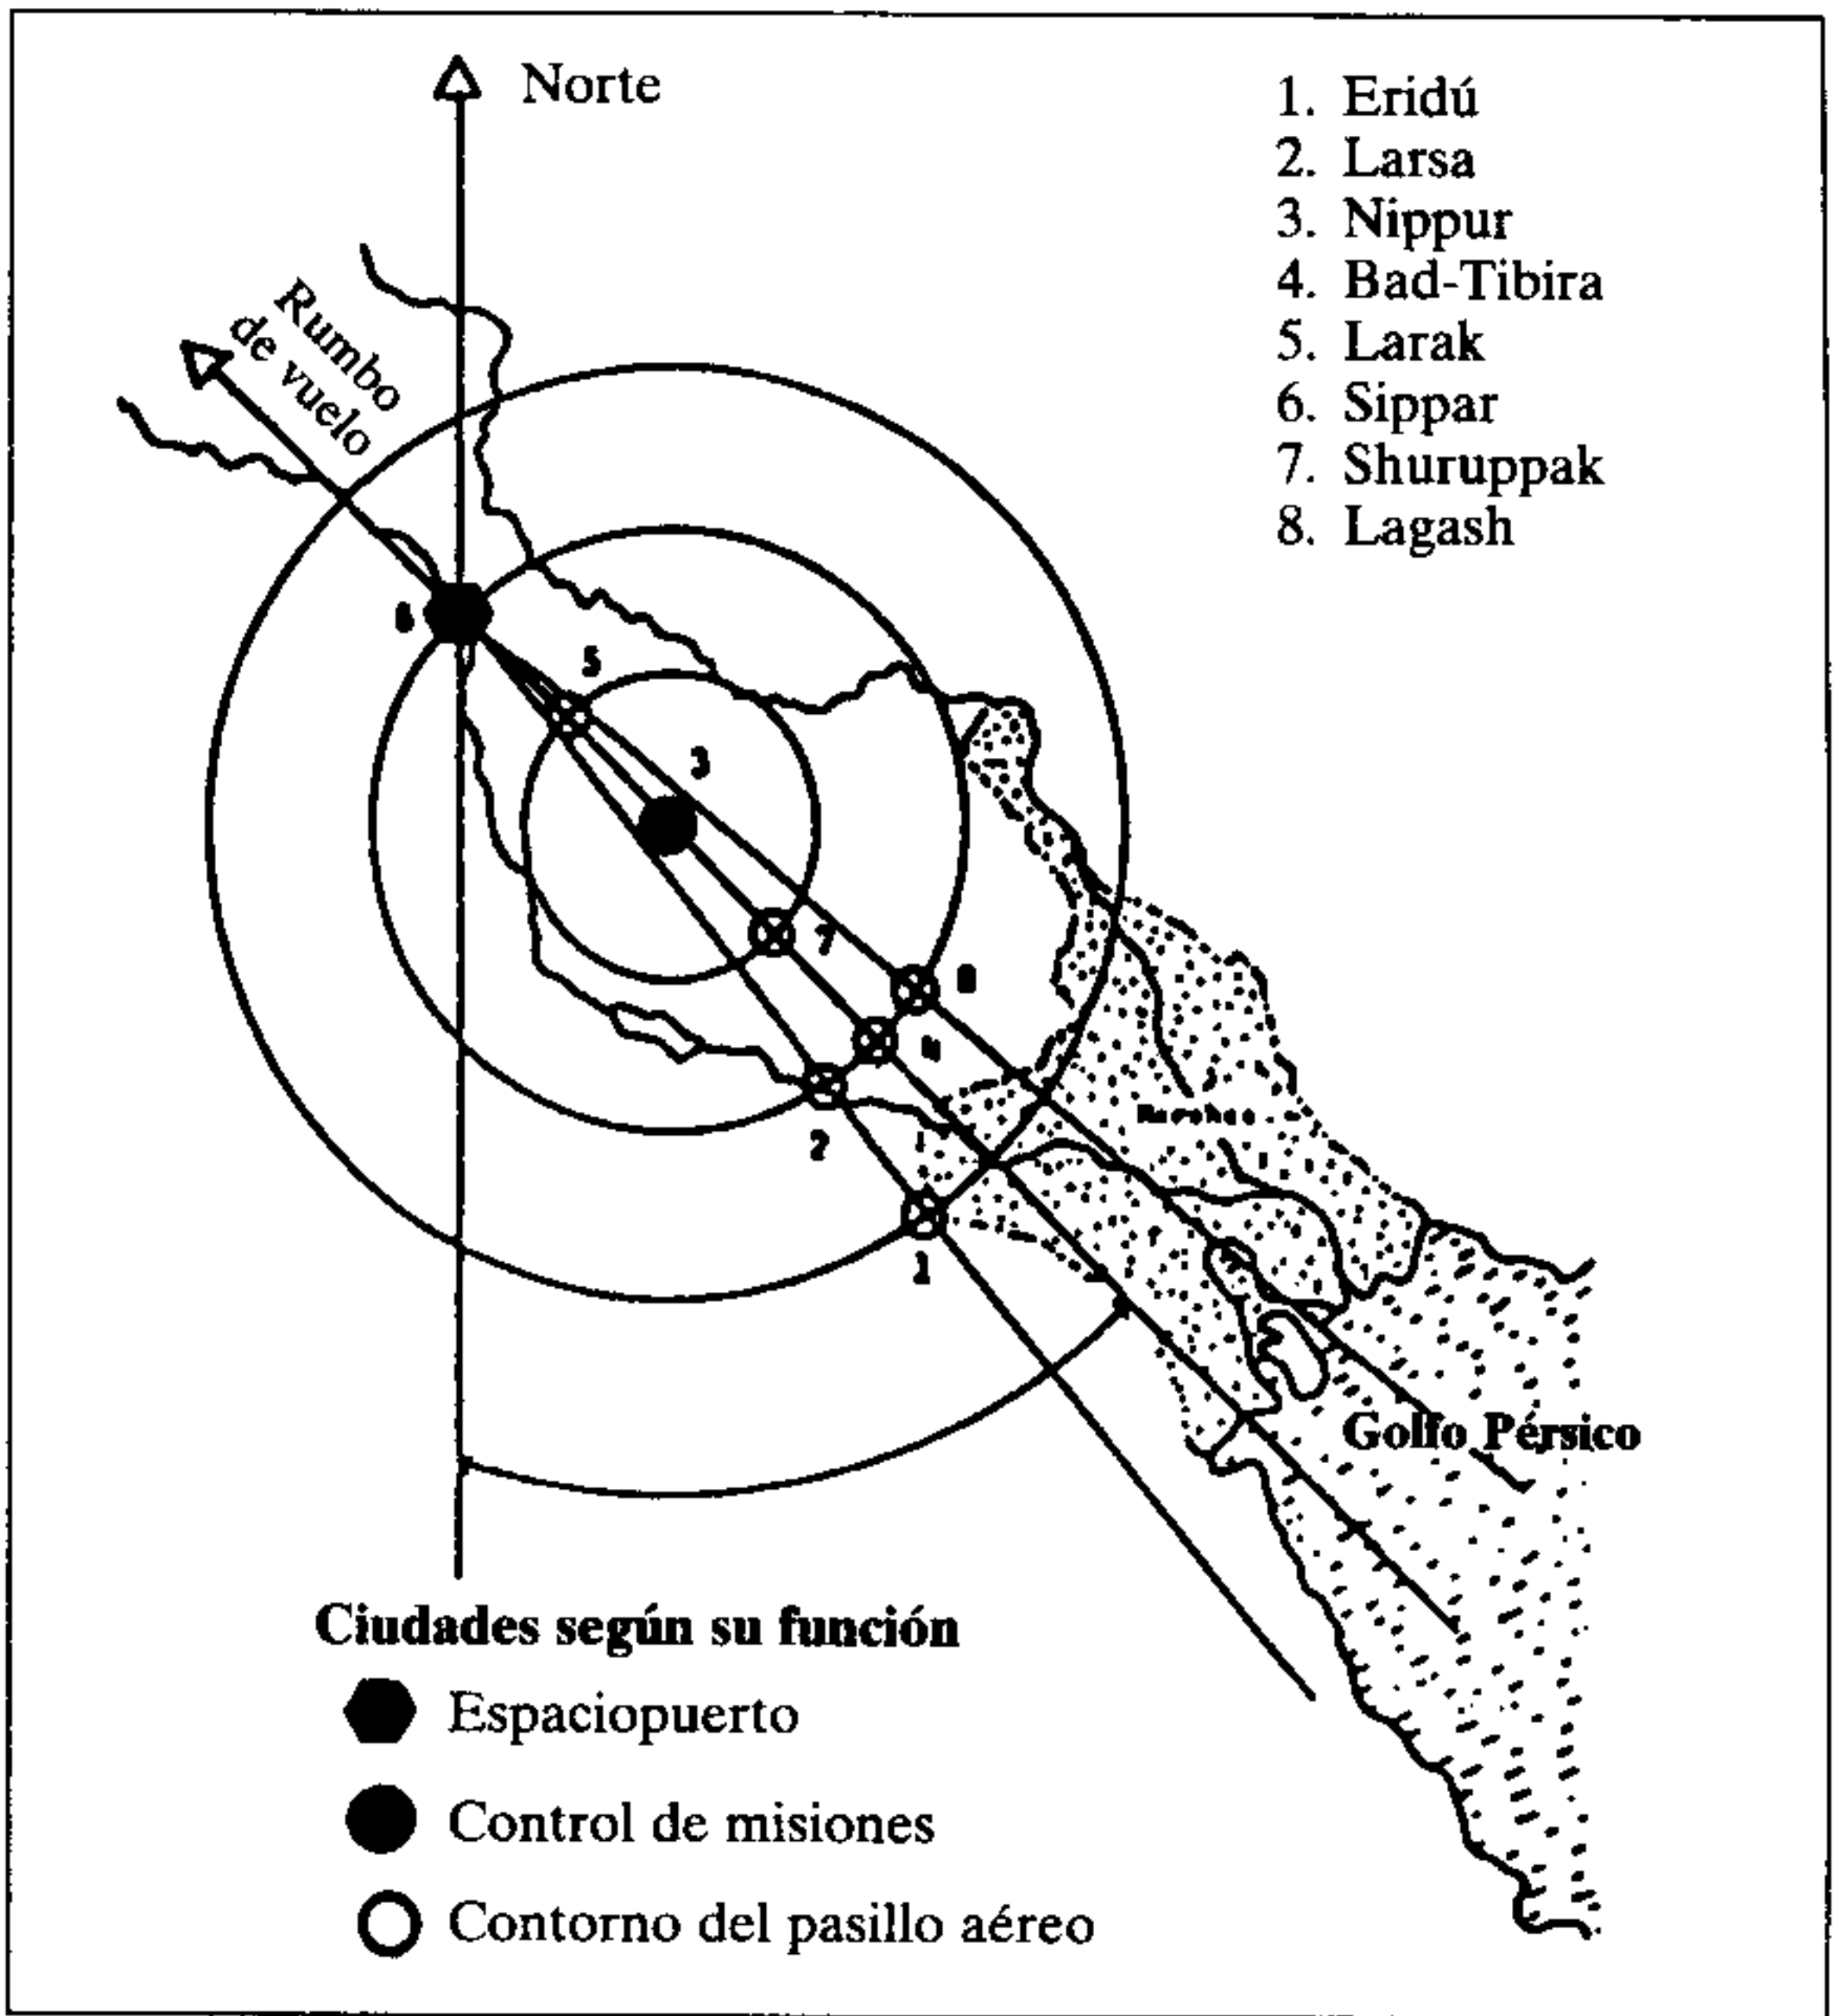 Norte
1. Eridú
2. Larsa
3. Nippur
4. Bad-Tibira
5. Larak
6. Sippar
7. Shuruppak
8. Lagash
Rumbo
de vuelo
6
5
3
7
8
4
2
1
Golfo Pérsico
Ciudades según su función
Espaciopuerto
Control de misiones
Contorno del pasillo aéreo